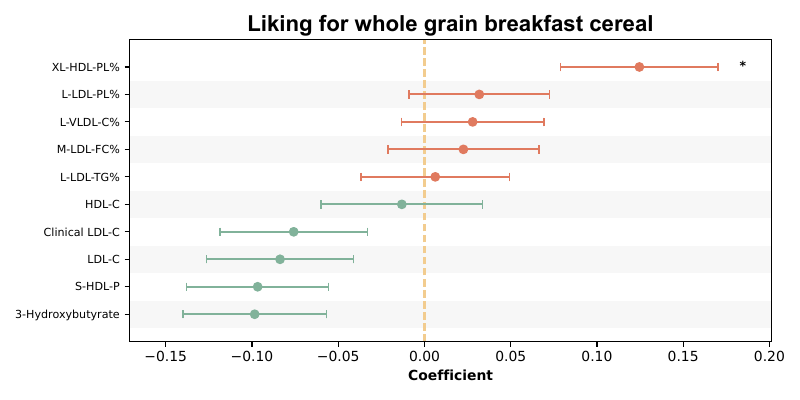 Liking for whole grain breakfast cereal
XL-HDL-PL%
*
L-LDL-PL%
L-VLDL-C%
M-LDL-FC%
L-LDL-TG%
HDL-C
Clinical LDL-C
LDL-C
S-HDL-P
3-Hydroxybutyrate
−0.15 −0.10 −0.05 0.00 0.05 0.10 0.15 0.20
Coefficient